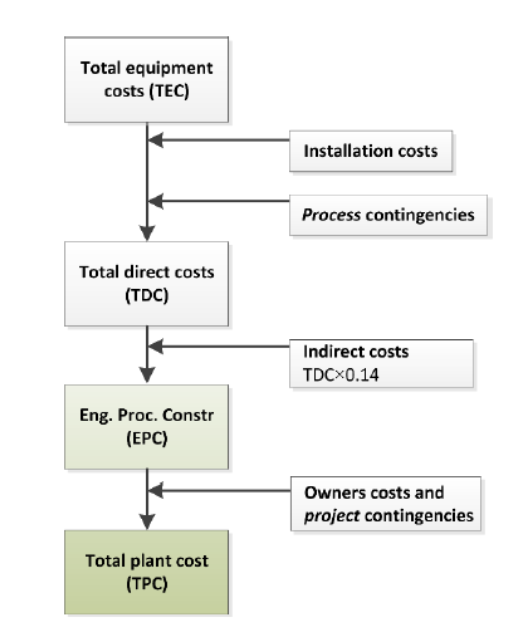 Total equipment
costs (TEC)
Installation costs
Process contingencies
Total direct costs
(TDC)
Indirect costs
TDC×0.14
Eng. Proc. Constr
(EPC)
Owners costs and
project contingencies
Total plant cost
(TPC)